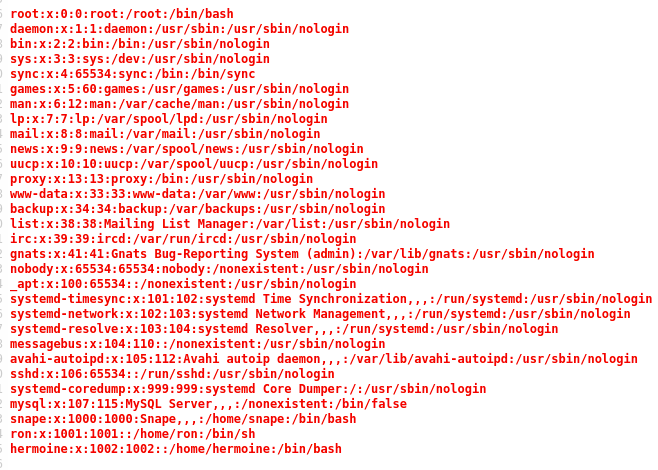 root:x:0:0:root:/root:/bin/bash
daemon:x:1:1:daemon:/usr/sbin:/usr/sbin/nologin
bin:x:2:2:bin:/bin:/usr/sbin/nologin
sys:x:3:3:sys:/dev:/usr/sbin/nologin
sync:x:4:65534:sync:/bin:/bin/sync
games:x:5:60:games:/usr/games:/usr/sbin/nologin
man:x:6:12:man:/var/cache/man:/usr/sbin/nologin
lp:x:7:7:lp:/var/spool/lpd:/usr/sbin/nologin
mail:x:8:8:mail:/var/mail:/usr/sbin/nologin
news:x:9:9:news:/var/spool/news:/usr/sbin/nologin
uucp:x:10:10:uucp:/var/spool/uucp:/usr/sbin/nologin
proxy:x:13:13:proxy:/bin:/usr/sbin/nologin
www-data:x:33:33:www-data:/var/www:/usr/sbin/nologin
backup:x:34:34:backup:/var/backups:/usr/sbin/nologin
list:x:38:38:Mailing List Manager:/var/list:/usr/sbin/nologin
irc:x:39:39:ircd:/var/run/ircd:/usr/sbin/nologin
gnats:x:41:41:Gnats Bug-Reporting System (admin):/var/lib/gnats:/usr/sbin/nologin
nobody:x:65534:65534:nobody:/nonexistent:/usr/sbin/nologin
_apt:x:100:65534::/nonexistent:/usr/sbin/nologin
systemd-timesync:x:101:102:systemd Time Synchronization,,,:/run/systemd:/usr/sbin/nologin
systemd-network:x:102:103:systemd Network Management,,,:/run/systemd:/usr/sbin/nologin
systemd-resolve:x:103:104:systemd Resolver,,,:/run/systemd:/usr/sbin/nologin
messagebus:x:104:110::/nonexistent:/usr/sbin/nologin
avahi-autoipd:x:105:112:Avahi autoip daemon,,,:/var/lib/avahi-autoipd:/usr/sbin/nologin
sshd:x:106:65534::/run/sshd:/usr/sbin/nologin
systemd-coredump:x:999:999:systemd Core Dumper:/:/usr/sbin/nologin
mysql:x:107:115:MySQL Server,,,:/nonexistent:/bin/false
snape:x:1000:1000:Snape,,,:/home/snape:/bin/bash
ron:x:1001:1001::/home/ron:/bin/sh
hermoine:x:1002:1002::/home/hermoine:/bin/bash